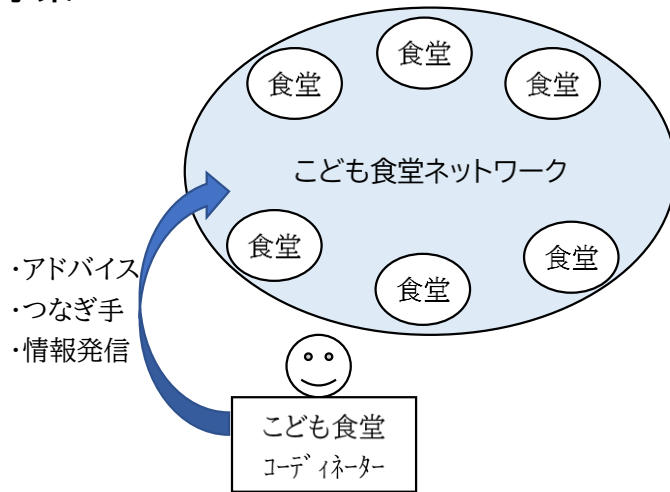 食堂
食堂
食堂
こども食堂ネットワーク
食堂
食堂
食堂
・アドバイス
・つなぎ手
・情報発信
こども食堂
ｺｰﾃﾞｨﾈｰﾀｰ